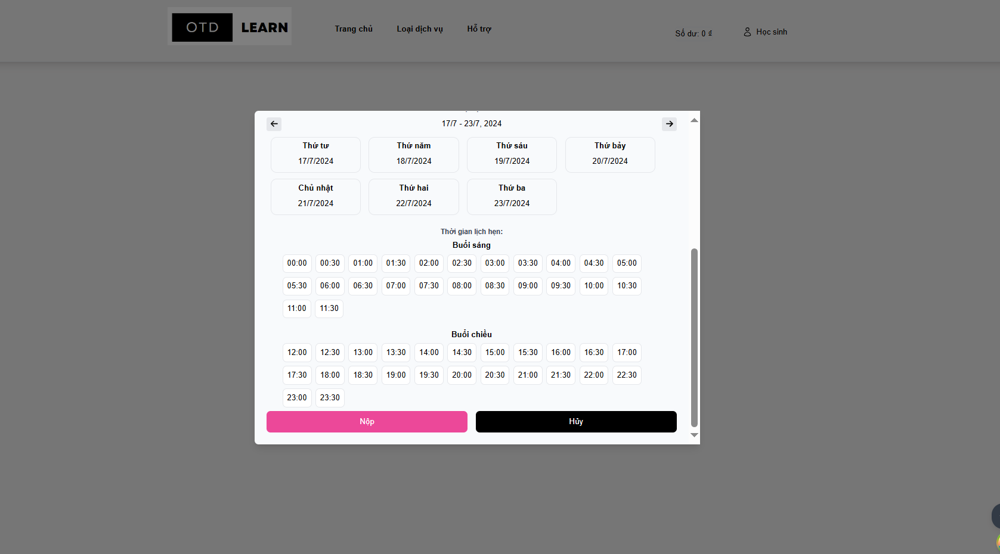 OTD LEARN
Trang chủ Loại dịch vụ Hỗ trợ Số dư: 0 ₫ Học sinh
17/7 - 23/7, 2024
Thứ tư Thứ năm Thứ sáu Thứ bảy
17/7/2024 18/7/2024 19/7/2024 20/7/2024
Chủ nhật Thứ hai Thứ ba
21/7/2024 22/7/2024 23/7/2024
Thời gian lịch hẹn:
Buổi sáng
00:00 00:30 01:00 01:30 02:00 02:30 03:00 03:30 04:00 04:30 05:00
05:30 06:00 06:30 07:00 07:30 08:00 08:30 09:00 09:30 10:00 10:30
11:00 11:30
Buổi chiều
12:00 12:30 13:00 13:30 14:00 14:30 15:00 15:30 16:00 16:30 17:00
17:30 18:00 18:30 19:00 19:30 20:00 20:30 21:00 21:30 22:00 22:30
23:00 23:30
Nộp Hủy